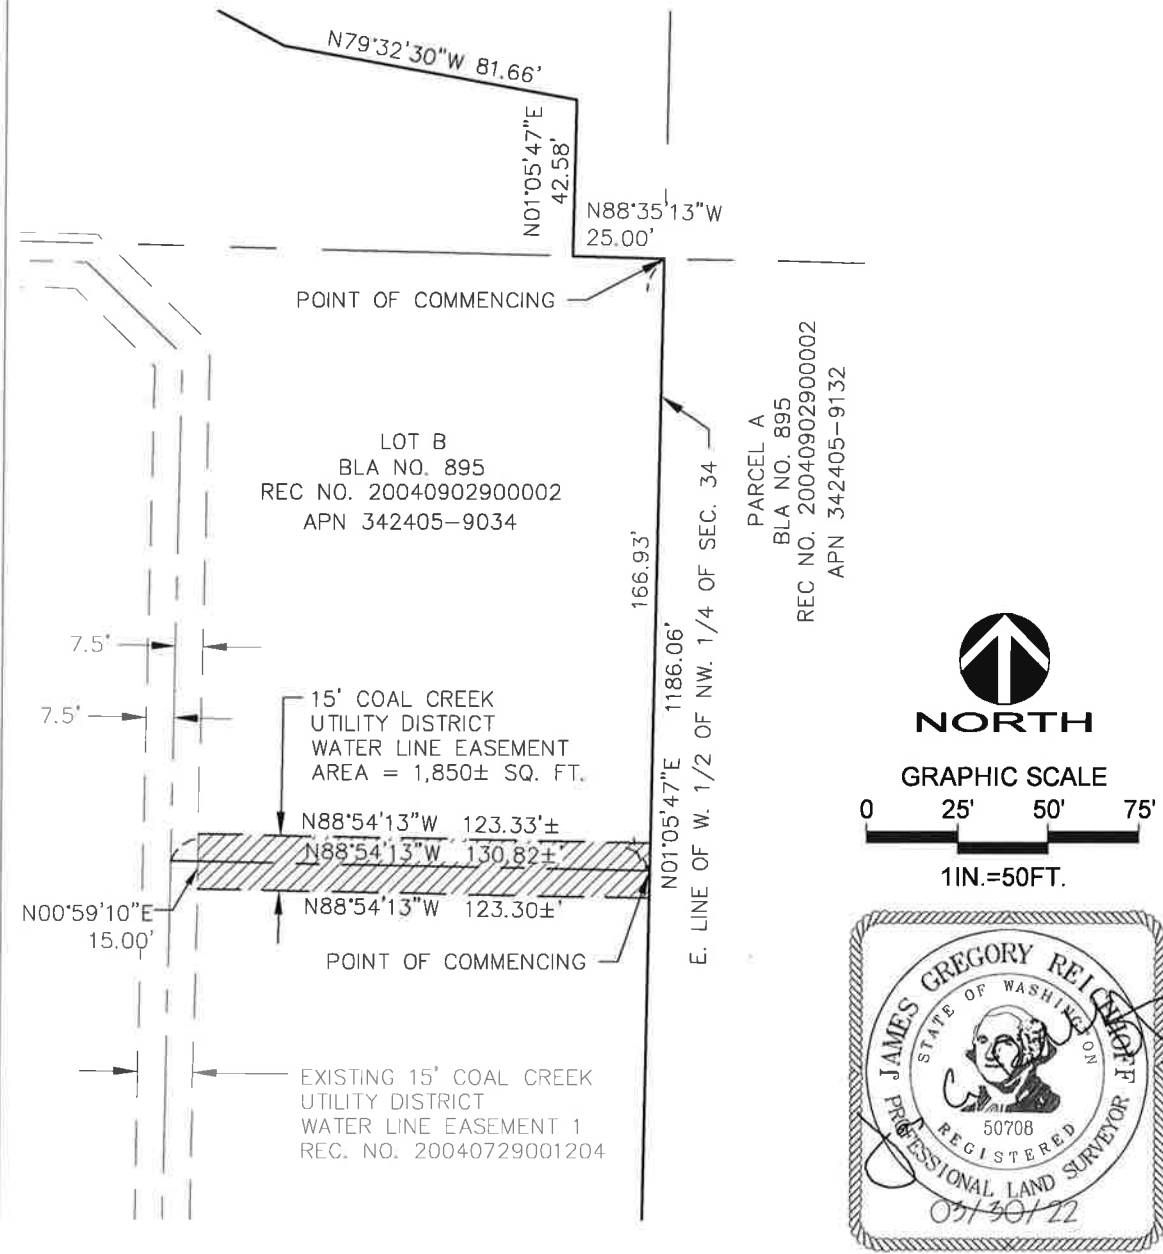 N79°32'30"W 81.66'
N01°05'47"E
42.58'
N88°35'13"W
25.00'
POINT OF COMMENCING
LOT B
BLA NO. 895
REC NO. 20040902900002
APN 342405-9034
PARCEL A
BLA NO. 895
REC NO. 20040902900002
APN 342405-9132
166.93'
N01°05'47"E 1186.06'
E. LINE OF W. 1/2 OF NW. 1/4 OF SEC. 34
7.5'
7.5'
15' COAL CREEK
UTILITY DISTRICT
WATER LINE EASEMENT
AREA = 1,850± SQ. FT.
N88°54'13"W 123.33'±
N88°54'13"W 130.82±'
N88°54'13"W 123.30±'
N00°59'10"E
15.00'
POINT OF COMMENCING
EXISTING 15' COAL CREEK
UTILITY DISTRICT
WATER LINE EASEMENT 1
REC. NO. 20040729001204
NORTH
GRAPHIC SCALE
0 25' 50' 75'
1IN.=50FT.
JAMES GREGORY REICHHOFF
STATE OF WASHINGTON
50708
REGISTERED
PROFESSIONAL LAND SURVEYOR
03/30/22